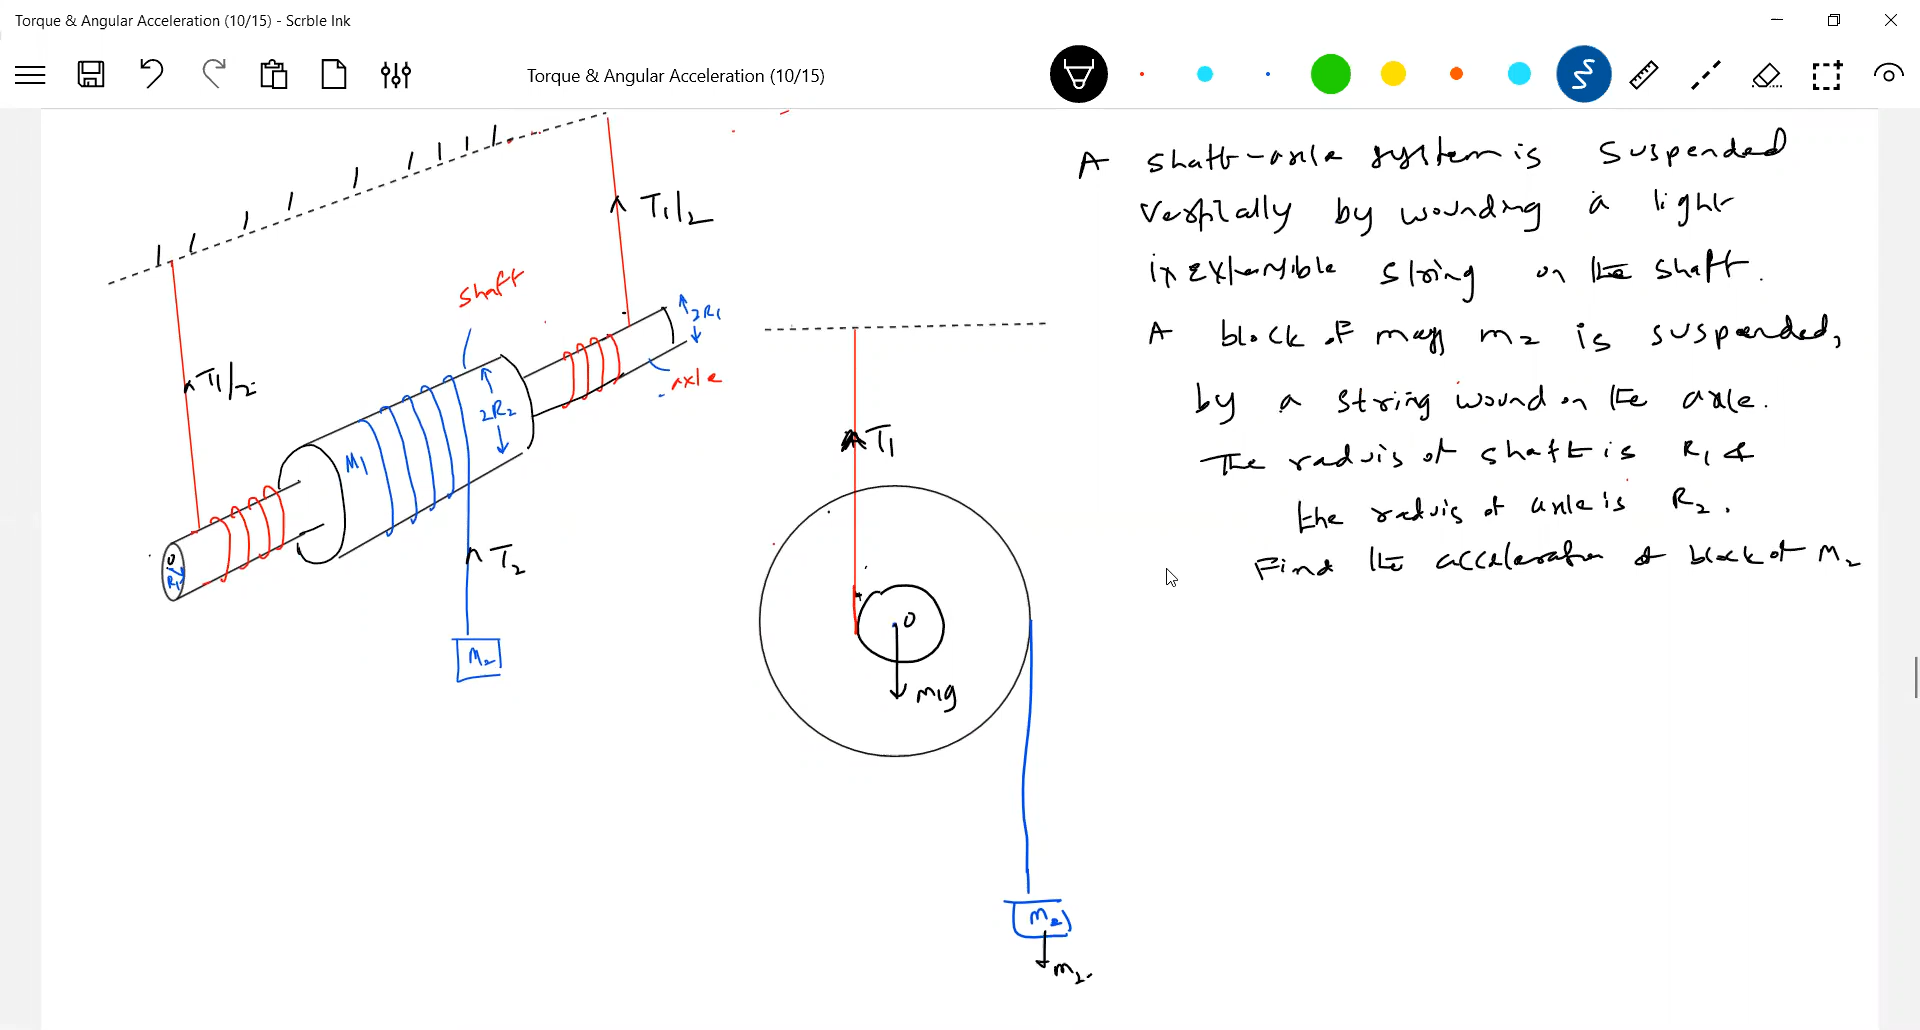 Torque & Angular Acceleration (10/15) - Scrble Ink
Torque & Angular Acceleration (10/15)
A shaft-axle system is suspended
vertically by wounding a light
inextensible string on the shaft.
A block of mass m2 is suspended,
by a string wound on the axle.
The radius of shaft is R1 &
the radius of axle is R2.
Find the acceleration of block of M2
T1/2
T1/2
shaft
2R1
axle
2R2
M1
O
R1
T2
M2
T1
O
m1g
m2
m2.